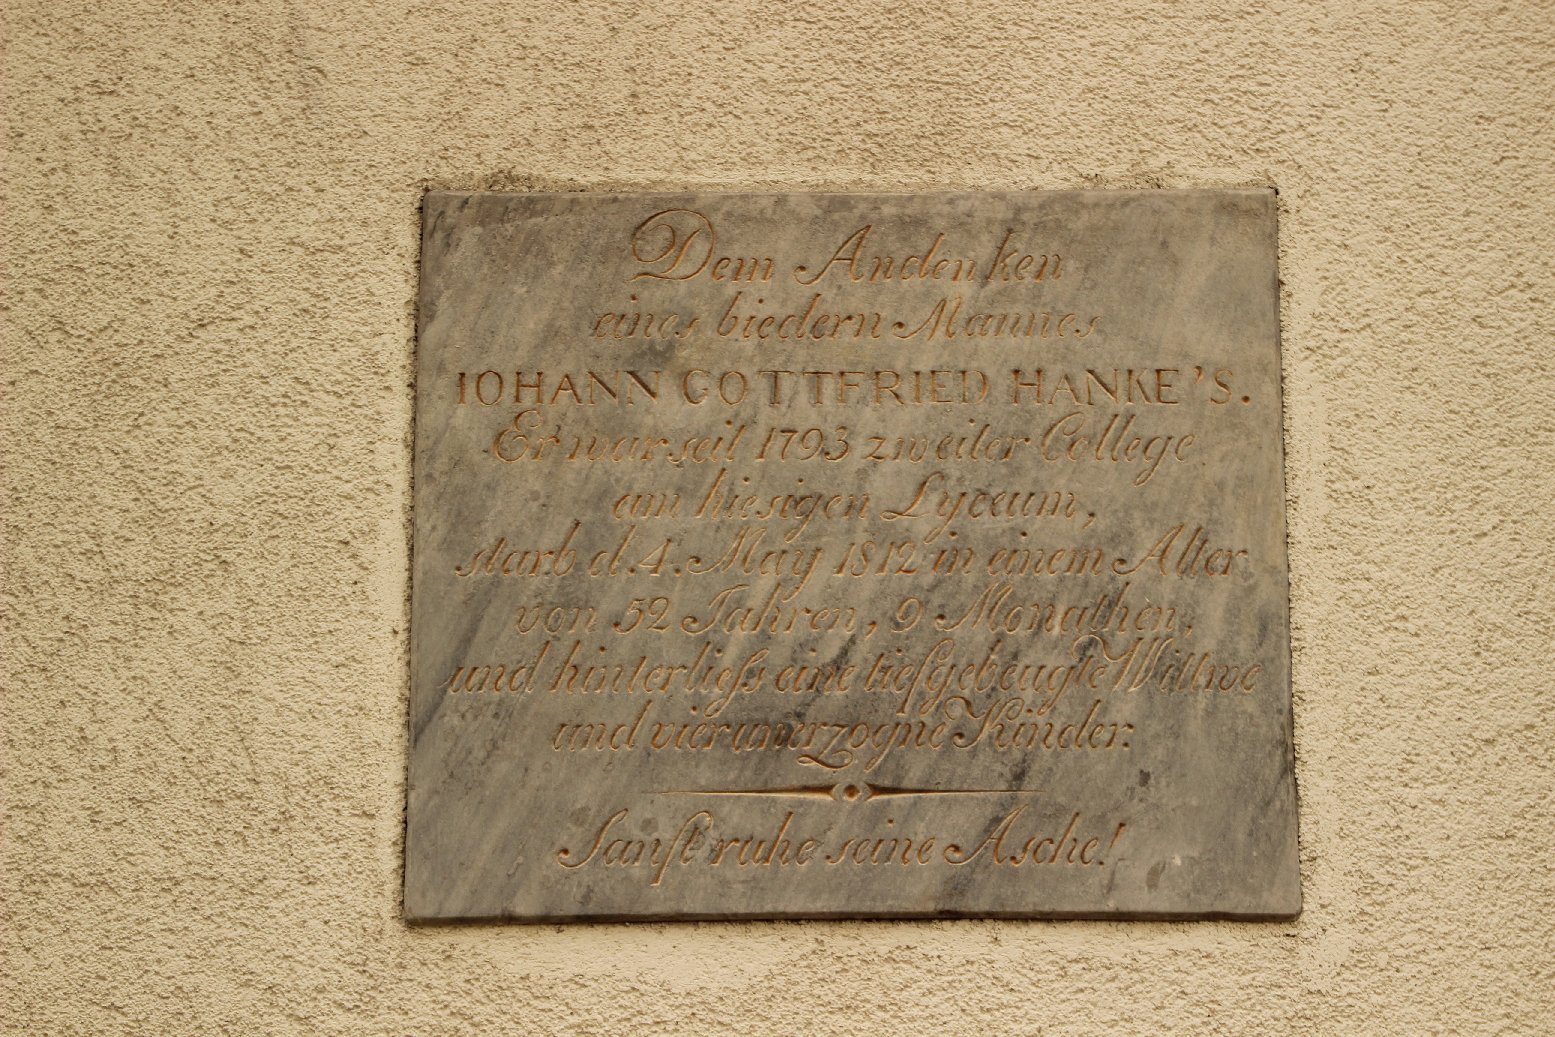 Dem Andenken
eines biedern Mannes
IOHANN GOTTFRIED HANKE'S.
Er war seit 1793 zweiter College
am hiesigen Lyceum,
starb d. 4. May 1812 in einem Alter
von 52 Jahren, 9 Monathen,
und hinterließs eine tiefgebeugte Wittwe
und vier unerzogne Kinder.
Sanft ruhe seine Asche!